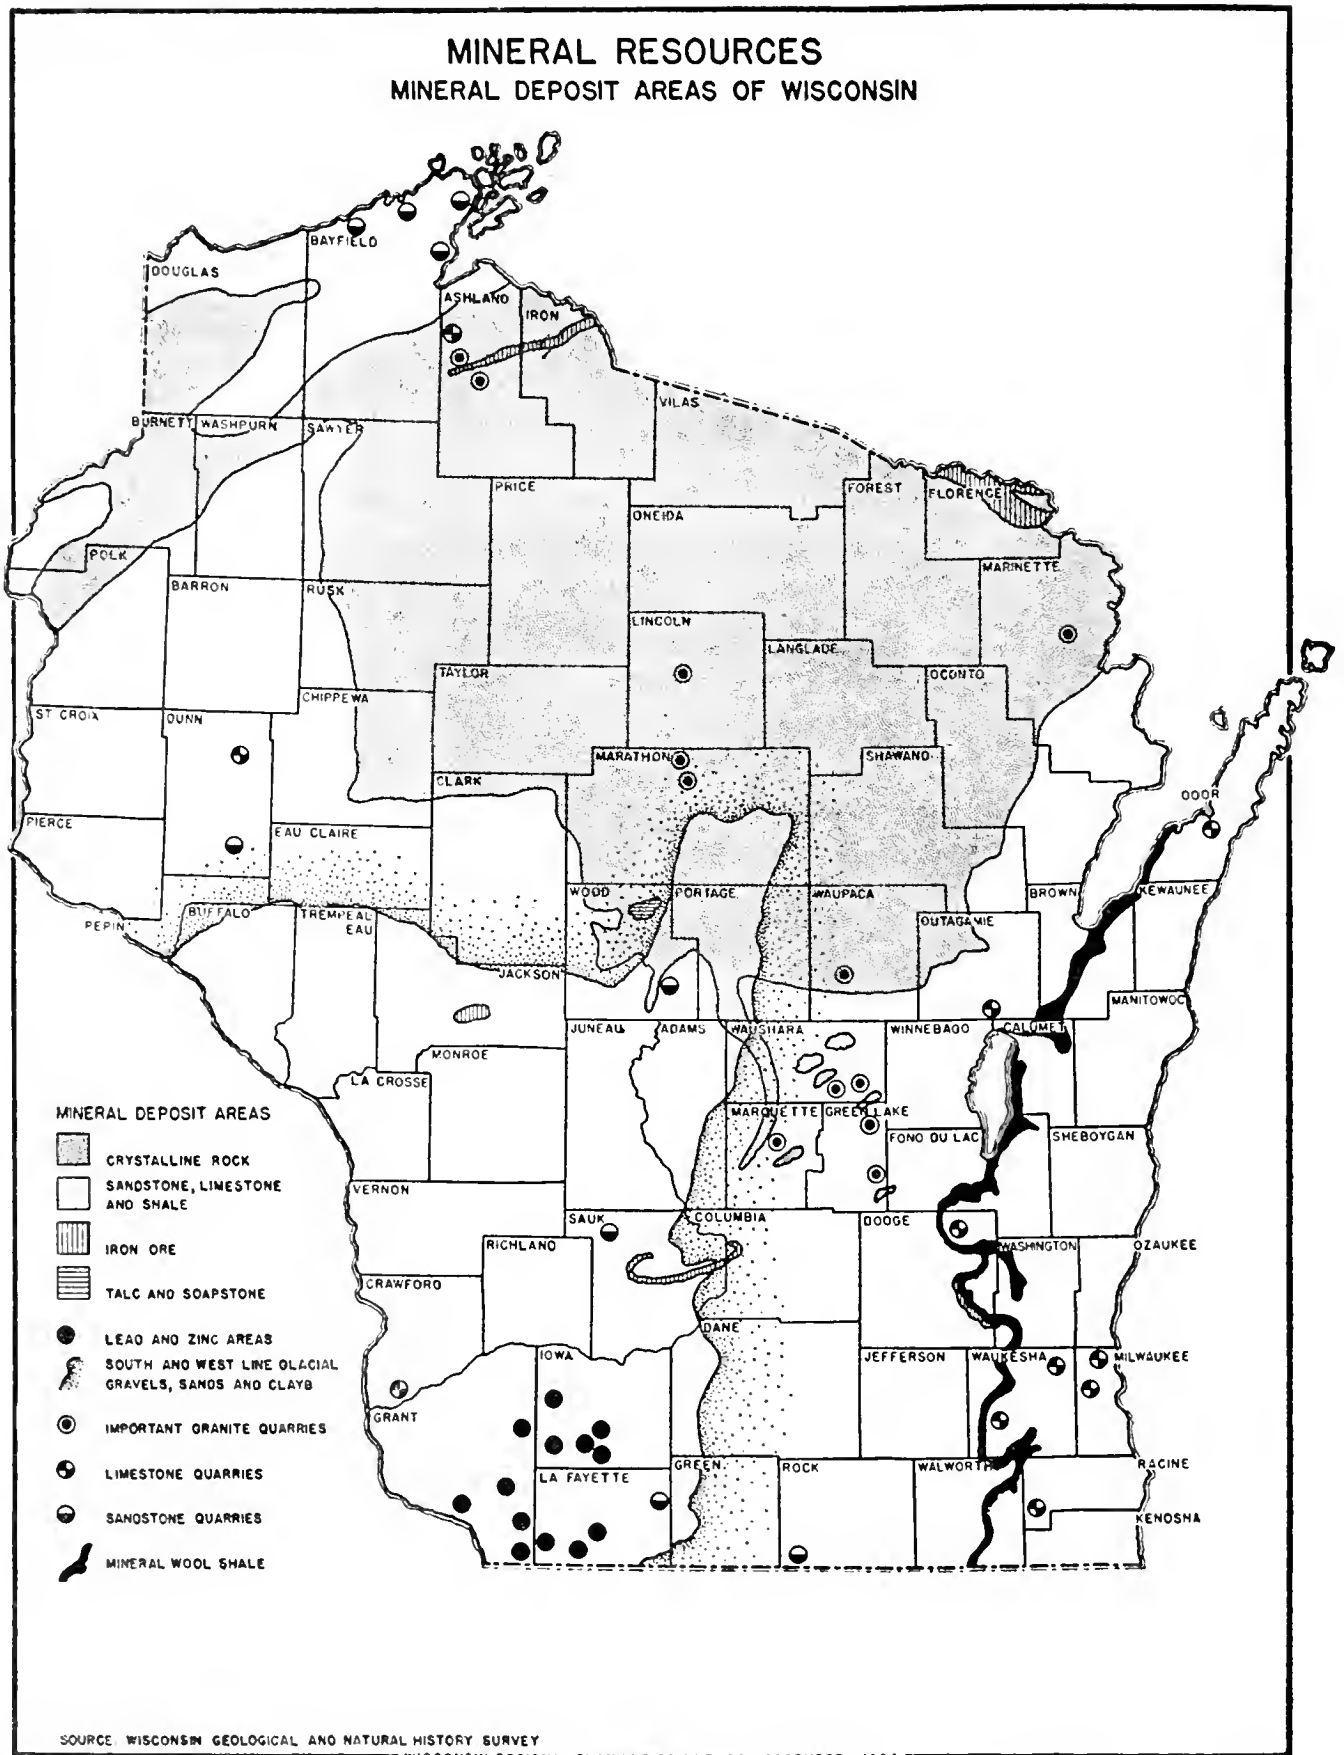 MINERAL RESOURCES
MINERAL DEPOSIT AREAS OF WISCONSIN
BAYFIELD
DOUGLAS
ASHLAND
IRON
VILAS
BURNETT
WASHBURN
SAWYER
PRICE
FOREST
FLORENCE
ONEIDA
POLK
MARINETTE
BARRON
RUSK
LINCOLN
LANGLADE
TAYLOR
OCONTO
CHIPPEWA
ST CROIX
DUNN
MARATHON
SHAWANO
CLARK
DOOR
PIERCE
EAU CLAIRE
WOOD
PORTAGE
WAUPACA
BROWN
KEWAUNEE
BUFFALO
TREMPEAL
EAU
OUTAGAMIE
PEPIN
JACKSON
MANITOWOC
JUNEAU
ADAMS
WAUSHARA
WINNEBAGO
CALUMET
MONROE
LA CROSSE
MARQUETTE
GREEN LAKE
FOND DU LAC
SHEBOYGAN
VERNON
SAUK
COLUMBIA
DODGE
RICHLAND
WASHINGTON
OZAUKEE
CRAWFORD
DANE
IOWA
JEFFERSON
WAUKESHA
MILWAUKEE
GRANT
GREEN
ROCK
WALWORTH
RACINE
LA FAYETTE
KENOSHA
MINERAL DEPOSIT AREAS
CRYSTALLINE ROCK
SANDSTONE, LIMESTONE
AND SHALE
IRON ORE
TALC AND SOAPSTONE
LEAD AND ZINC AREAS
SOUTH AND WEST LINE GLACIAL
GRAVELS, SANDS AND CLAYS
IMPORTANT GRANITE QUARRIES
LIMESTONE QUARRIES
SANDSTONE QUARRIES
MINERAL WOOL SHALE
SOURCE: WISCONSIN GEOLOGICAL AND NATURAL HISTORY SURVEY